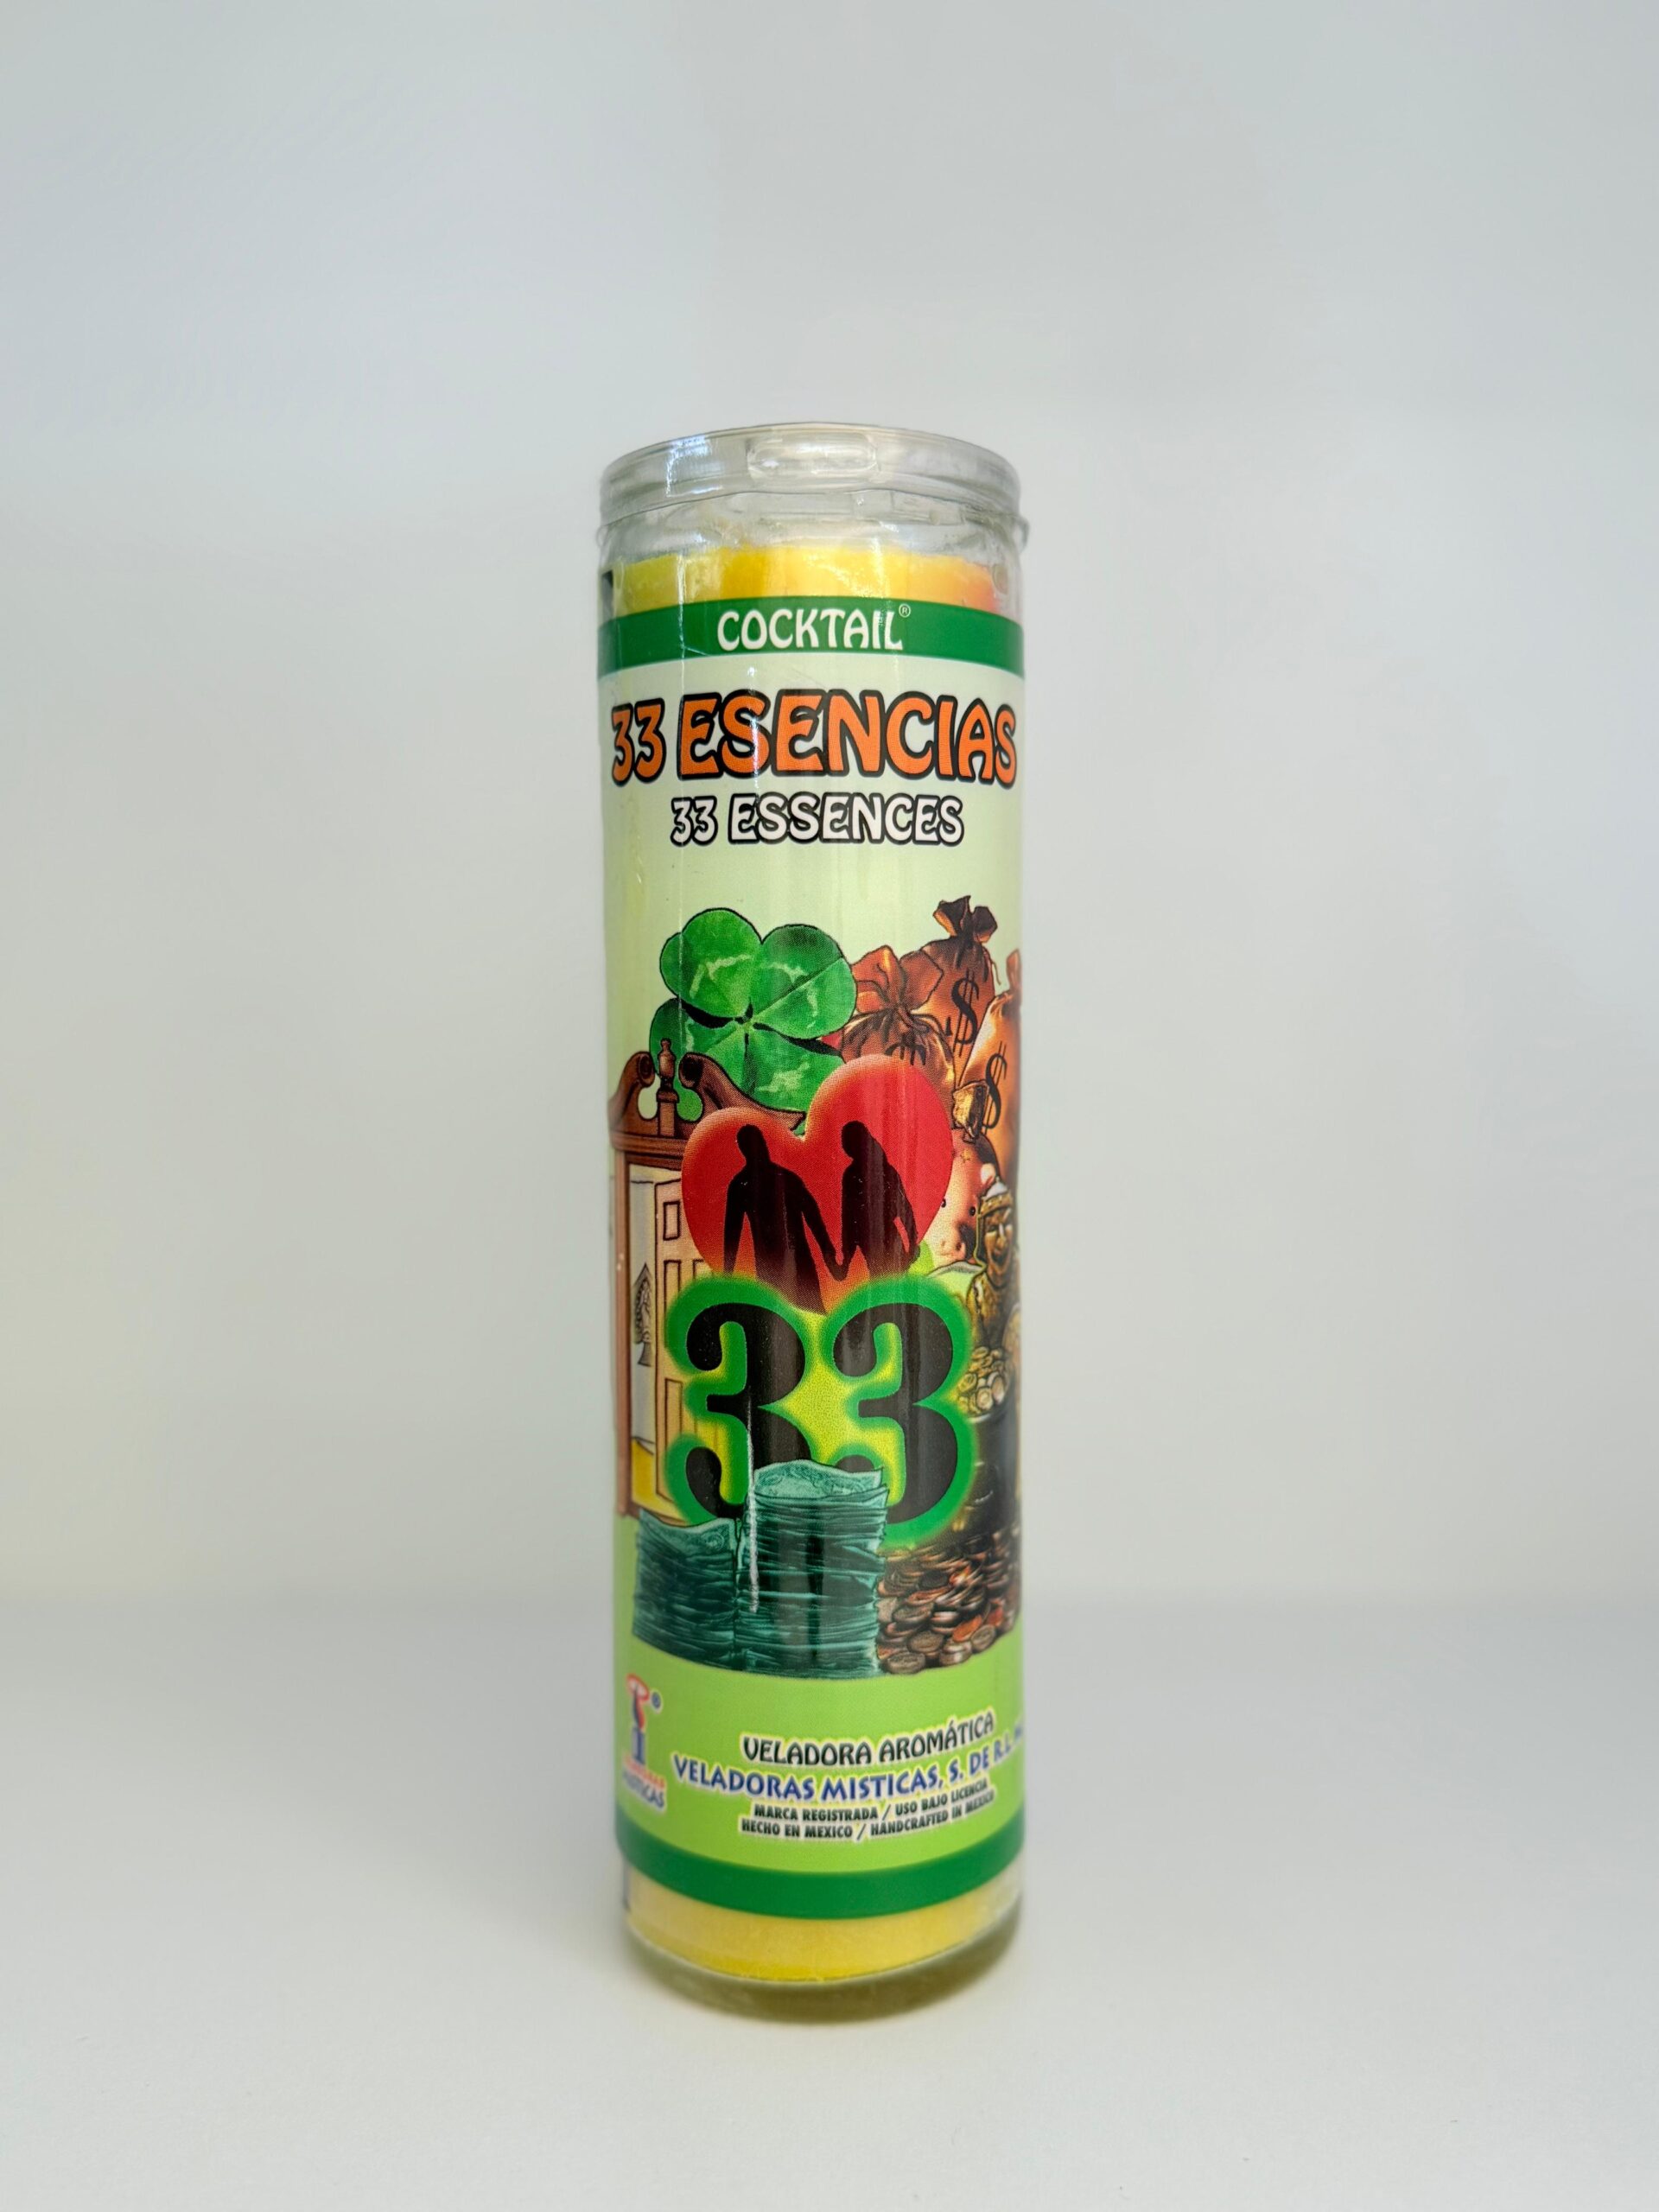 COCKTAIL®
33 ESENCIAS
33 ESSENCES
$
$
33
®
VELADORA AROMÁTICA
VELADORAS MISTICAS, S. DE R.L.
MISTICAS
MARCA REGISTRADA / USO BAJO LICENCIA
HECHO EN MEXICO / HANDCRAFTED IN MEXICO